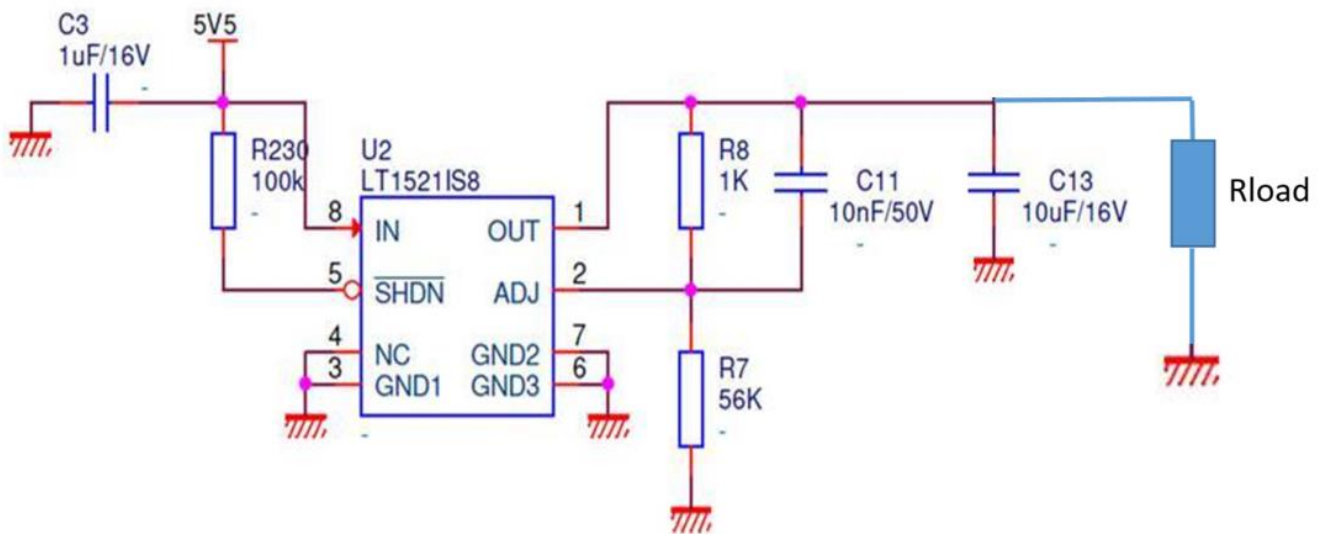 C3
1uF/16V
-
5V5
R230
100k
-
U2
LT1521IS8
8
IN
5
SHDN
4
NC
3
GND1
OUT
1
ADJ
2
GND2
7
GND3
6
-
R8
1K
-
C11
10nF/50V
-
C13
10uF/16V
-
Rload
R7
56K
-